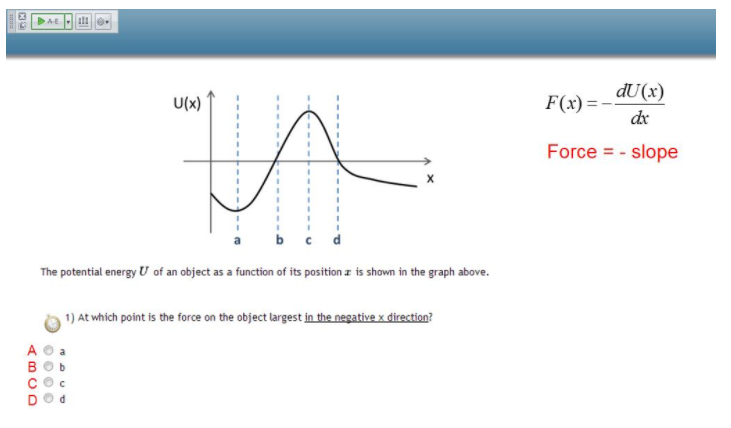 A-E
U(x)
F(x) = - dU(x)/dx
Force = - slope
x
a b c d
The potential energy U of an object as a function of its position x is shown in the graph above.
1) At which point is the force on the object largest in the negative x direction?
A a
B b
C c
D d